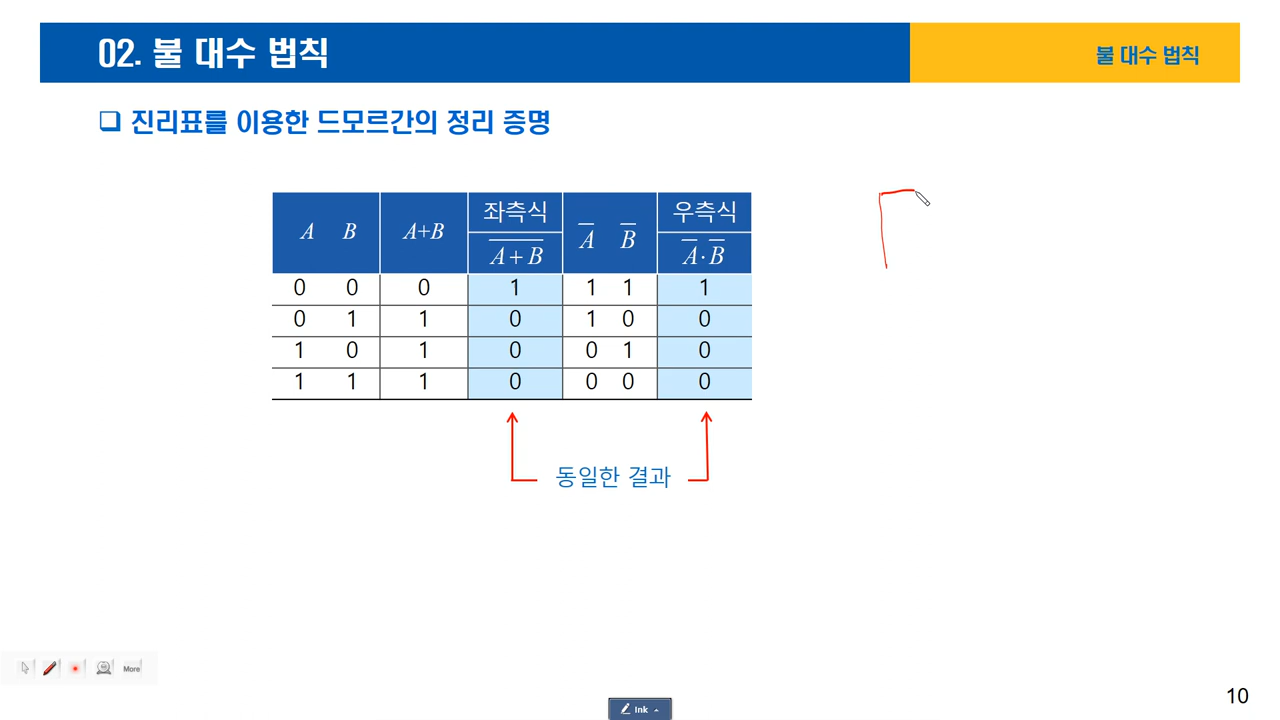 02. 불 대수 법칙
불 대수 법칙
❑ 진리표를 이용한 드모르간의 정리 증명
A B A+B 좌측식 A̅ B̅ 우측식
A̅ ̅+̅ ̅B̅ A̅·B̅
0 0 0 1 1 1 1
0 1 1 0 1 0 0
1 0 1 0 0 1 0
1 1 1 0 0 0 0
동일한 결과
More
Ink
10